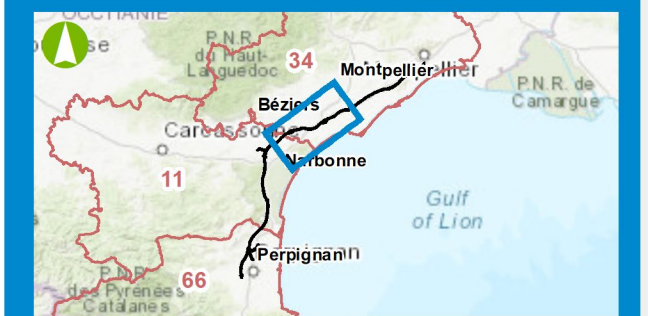 OCCITANIE
P.N.R.
du Haut-
Languedoc
34
Montpellier
P.N.R. de
Camargue
Béziers
Carcassonne
Narbonne
11
Gulf
of Lion
Perpignan
66
P.N.R.
des Pyrénées
Catalanes